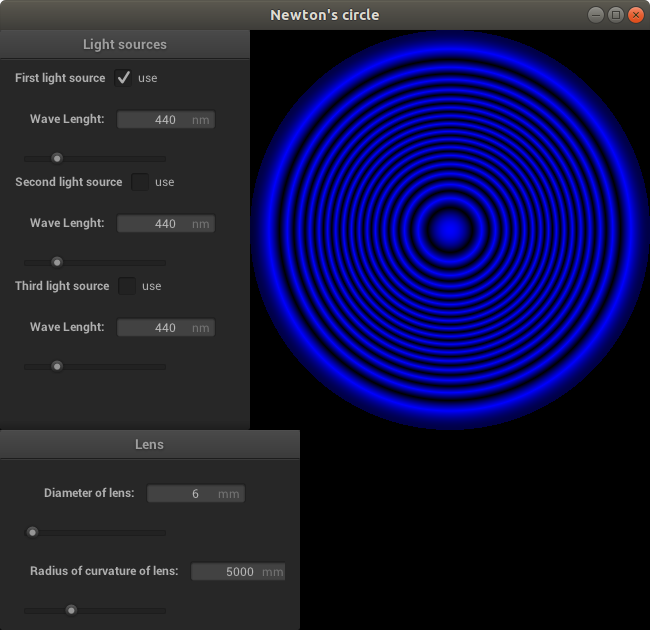 Newton's circle
Light sources
First light source use
Wave Lenght: 440 nm
Second light source use
Wave Lenght: 440 nm
Third light source use
Wave Lenght: 440 nm
Lens
Diameter of lens: 6 mm
Radius of curvature of lens: 5000 mm